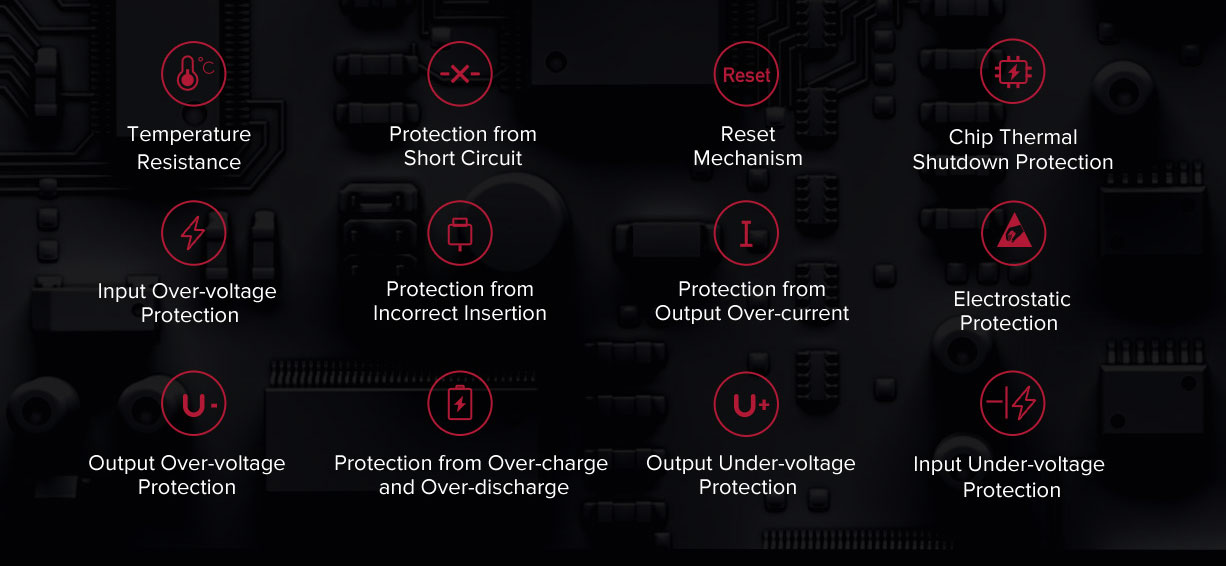 °C
Temperature
Resistance
Protection from
Short Circuit
Reset
Reset
Mechanism
Chip Thermal
Shutdown Protection
Input Over-voltage
Protection
Protection from
Incorrect Insertion
I
Protection from
Output Over-current
Electrostatic
Protection
U-
Output Over-voltage
Protection
Protection from Over-charge
and Over-discharge
U+
Output Under-voltage
Protection
Input Under-voltage
Protection